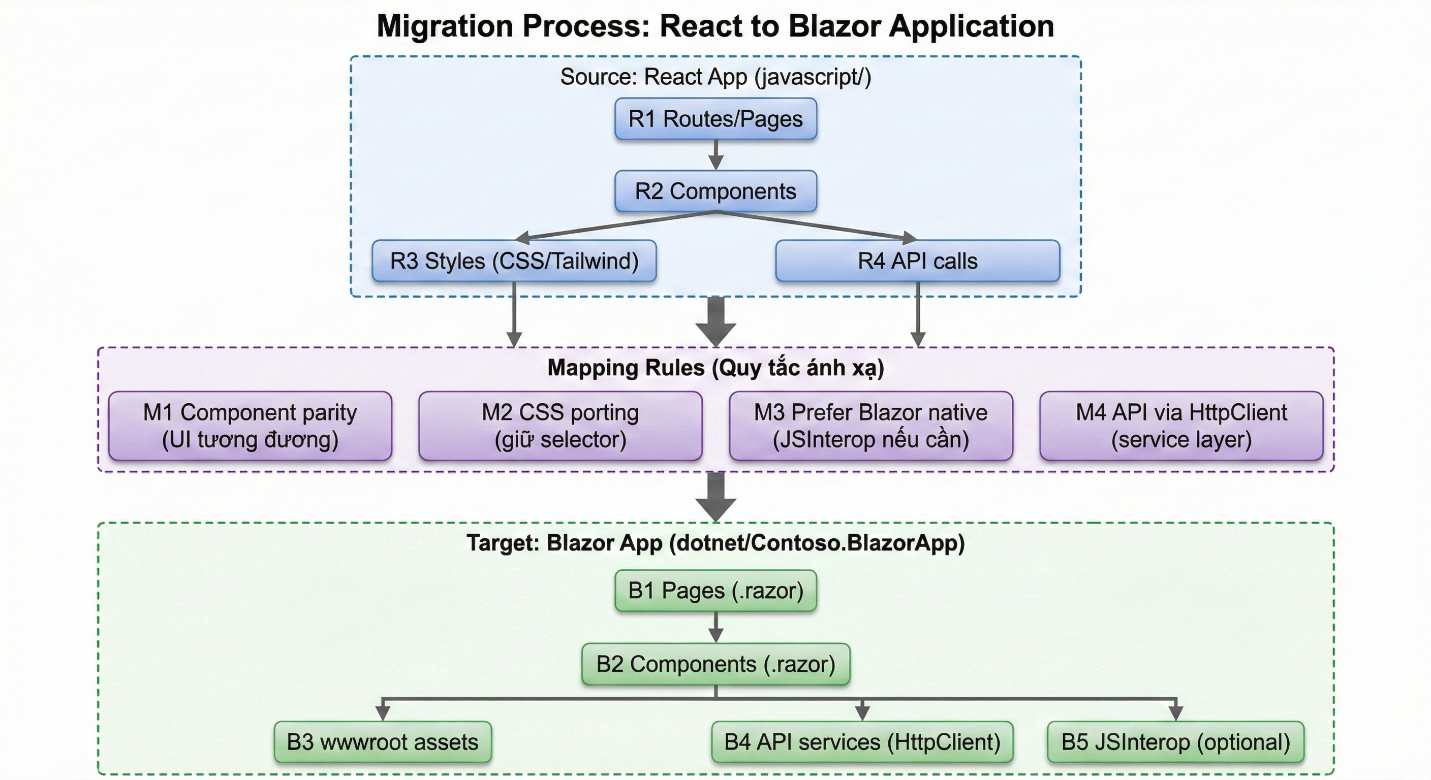 Migration Process: React to Blazor Application
Source: React App (javascript/)
R1 Routes/Pages
R2 Components
R3 Styles (CSS/Tailwind)
R4 API calls
Mapping Rules (Quy tắc ánh xạ)
M1 Component parity
(UI tương đương)
M2 CSS porting
(giữ selector)
M3 Prefer Blazor native
(JSInterop nếu cần)
M4 API via HttpClient
(service layer)
Target: Blazor App (dotnet/Contoso.BlazorApp)
B1 Pages (.razor)
B2 Components (.razor)
B3 wwwroot assets
B4 API services (HttpClient)
B5 JSInterop (optional)